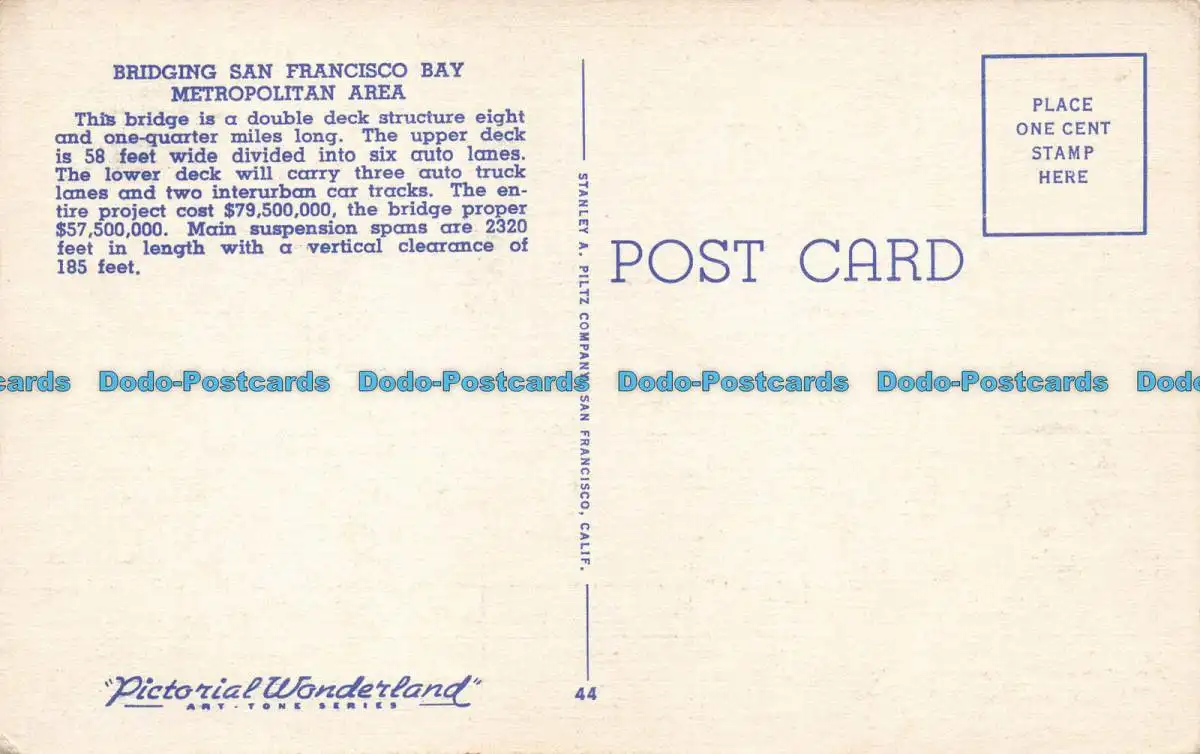 BRIDGING SAN FRANCISCO BAY
METROPOLITAN AREA
This bridge is a double deck structure eight
and one-quarter miles long. The upper deck
is 58 feet wide divided into six auto lanes.
The lower deck will carry three auto truck
lanes and two interurban car tracks. The en-
tire project cost $79,500,000, the bridge proper
$57,500,000. Main suspension spans are 2320
feet in length with a vertical clearance of
185 feet.
STANLEY A. PILTZ COMPANY, SAN FRANCISCO, CALIF.
PLACE
ONE CENT
STAMP
HERE
POST CARD
cards Dodo-Postcards Dodo-Postcards Dodo-Postcards Dodo-Postcards Dodo
"Pictorial Wonderland"
ART-TONE SERIES
44